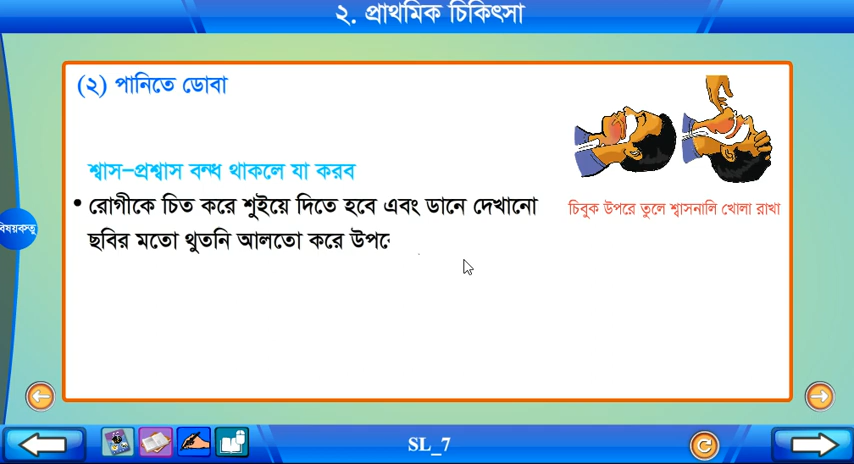 ২. প্রাথমিক চিকিৎসা
(২) পানিতে ডোবা
শ্বাস-প্রশ্বাস বন্ধ থাকলে যা করব
• রোগীকে চিত করে শুইয়ে দিতে হবে এবং ডানে দেখানো
ছবির মতো থুতনি আলতো করে
চিবুক উপরে তুলে শ্বাসনালি খোলা রাখা
বিষয়বস্তু
SL_7